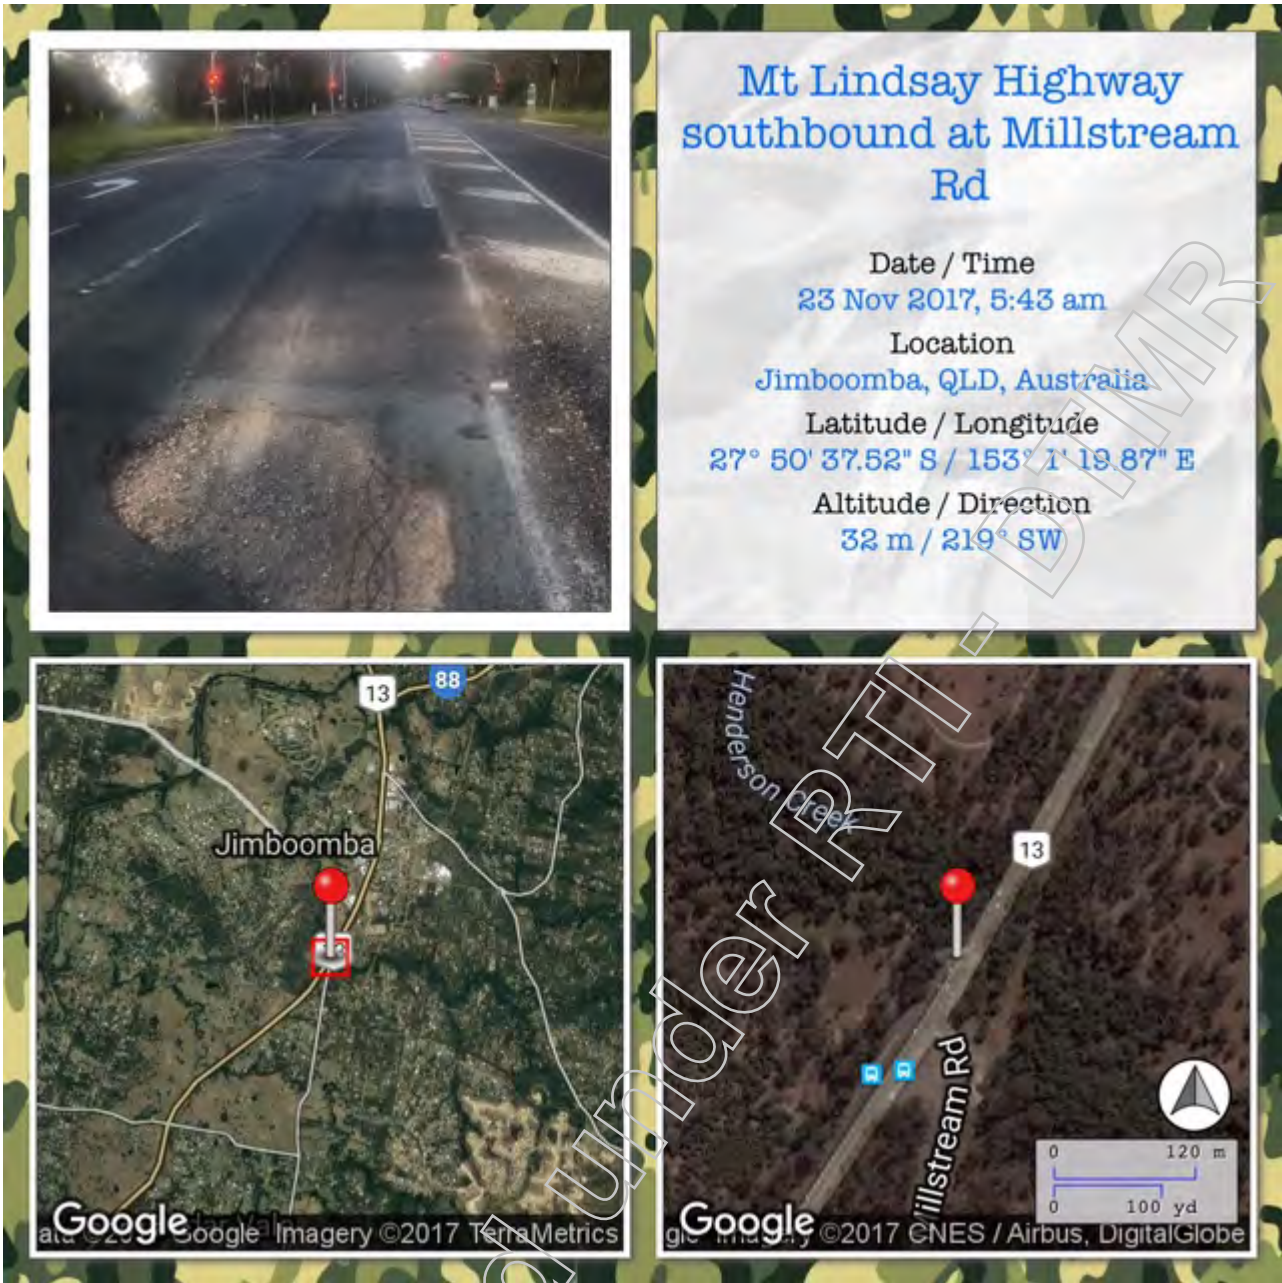 Mt Lindsay Highway
southbound at Millstream
Rd
Date / Time
23 Nov 2017, 5:43 am
Location
Jimboomba, QLD, Australia
Latitude / Longitude
27° 50' 37.52" S / 153° 1' 19.87" E
Altitude / Direction
32 m / 219° SW
13
88
Jimboomba
Google
Google Imagery ©2017 TerraMetrics
Henderson Creek
13
illstream Rd
0 120 m
0 100 yd
Google
Imagery ©2017 CNES / Airbus, DigitalGlobe
d under RTI - DTMR